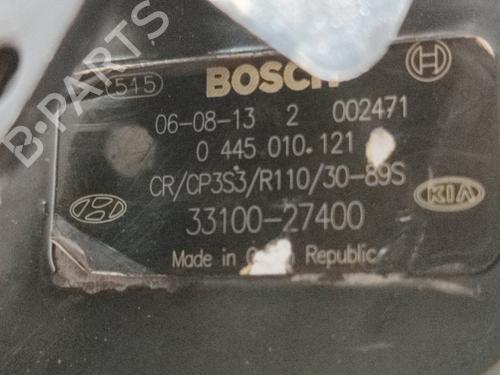 B-PARTS
515 BOSCH
06-08-13 2 002471
0 445 010 121
CR/CP3S3/R110/30-89S
KIA
33100-27400
Made in Republic